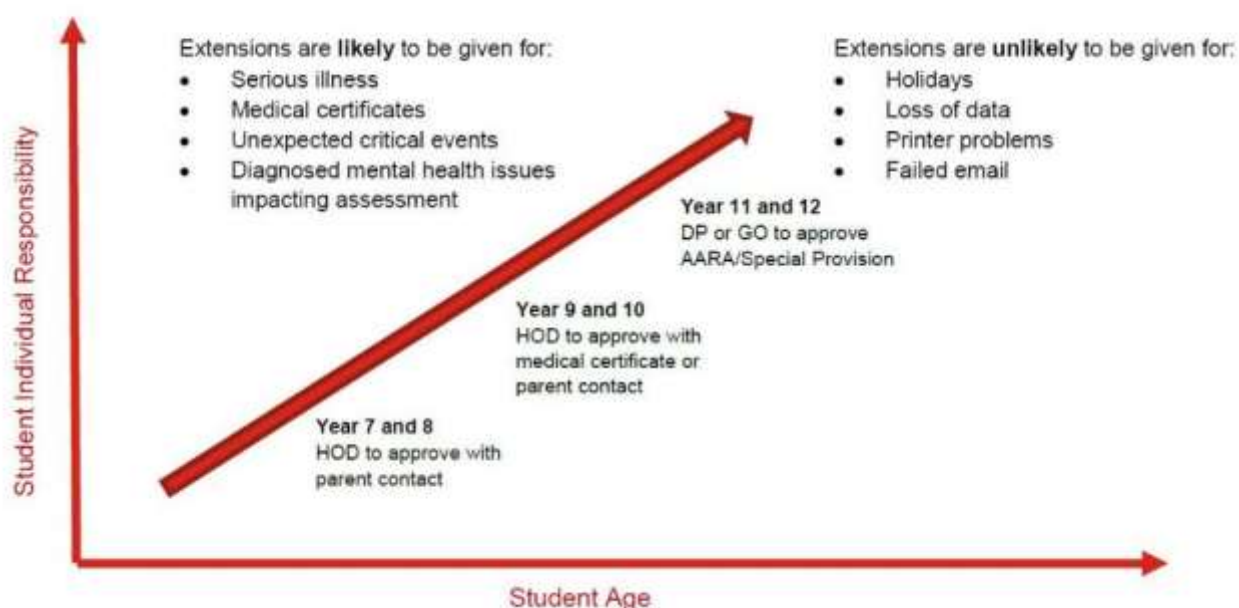 Student Individual Responsibility
Extensions are likely to be given for:
• Serious illness
• Medical certificates
• Unexpected critical events
• Diagnosed mental health issues
impacting assessment
Extensions are unlikely to be given for:
• Holidays
• Loss of data
• Printer problems
• Failed email
Year 11 and 12
DP or GO to approve
AARA/Special Provision
Year 9 and 10
HOD to approve with
medical certificate or
parent contact
Year 7 and 8
HOD to approve with
parent contact
Student Age